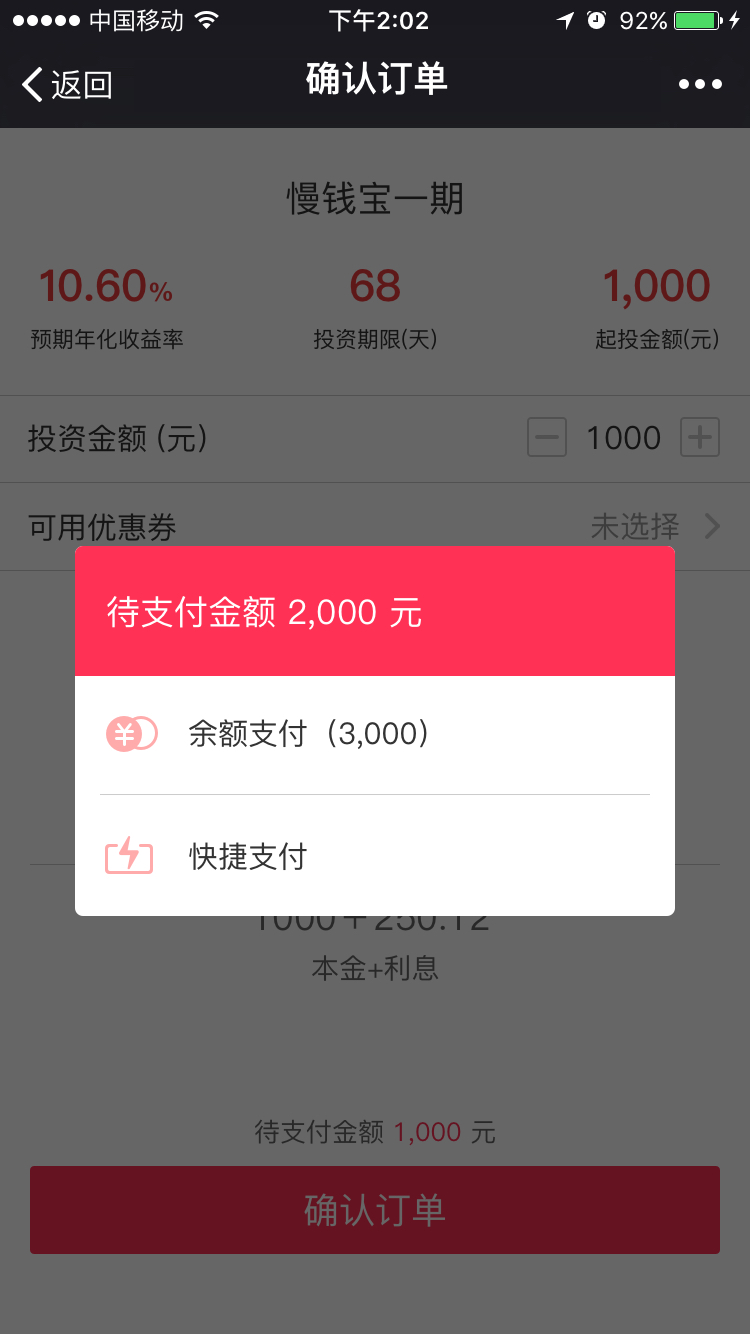 中国移动 下午2:02 92%
返回 确认订单
慢钱宝一期
10.60% 68 1,000
预期年化收益率 投资期限(天) 起投金额(元)
投资金额 (元) 1000
可用优惠券 未选择
待支付金额 2,000 元
余额支付（3,000）
快捷支付
1000+250.12
本金+利息
待支付金额 1,000 元
确认订单